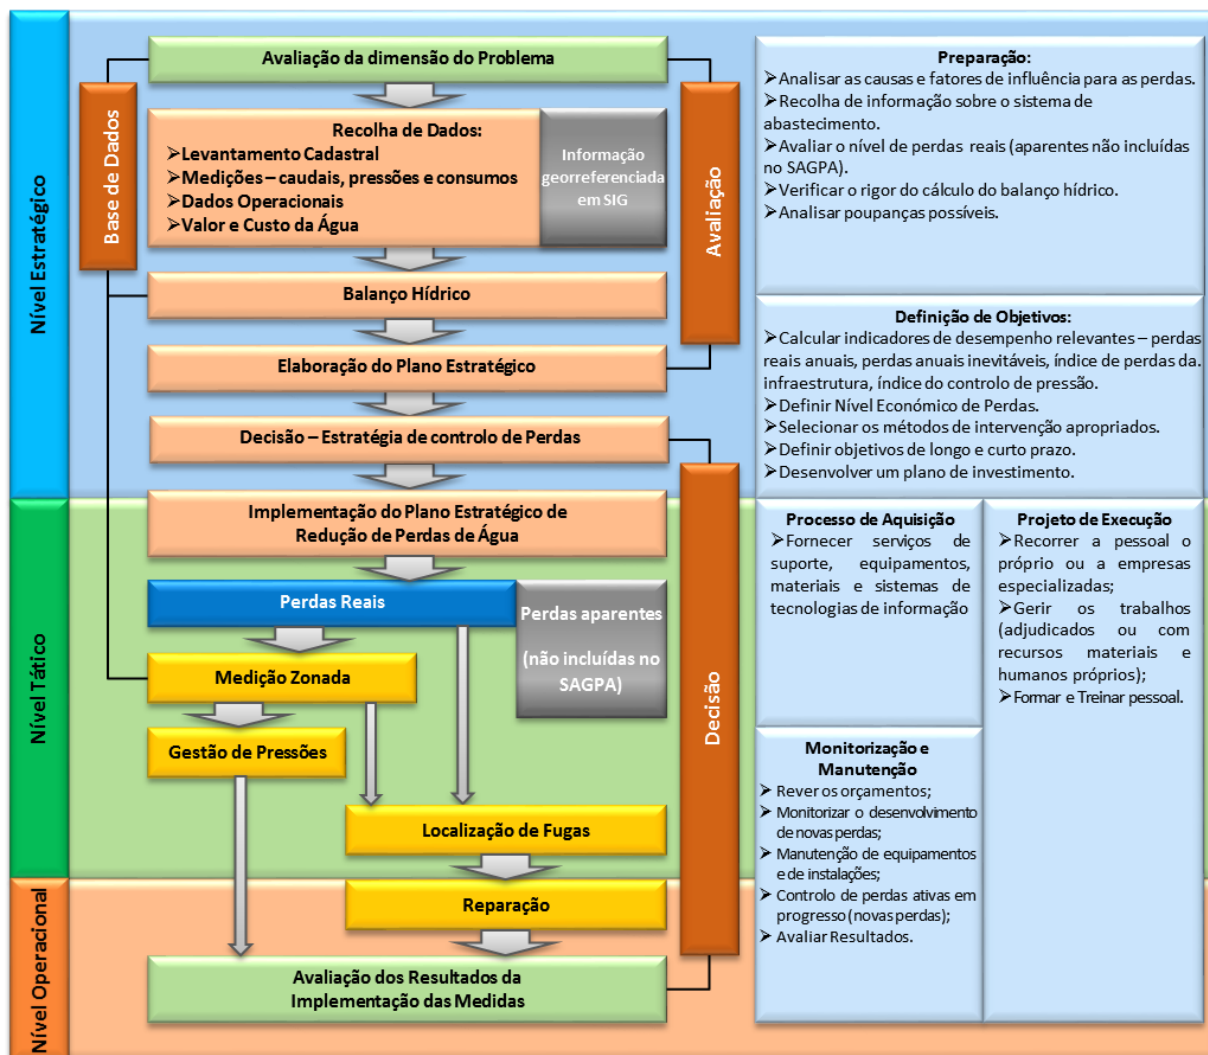 Nível Estratégico
Base de Dados
Avaliação da dimensão do Problema
Recolha de Dados:
➢Levantamento Cadastral
➢Medições – caudais, pressões e consumos
➢Dados Operacionais
➢Valor e Custo da Água
Informação
georreferenciada
em SIG
Balanço Hídrico
Elaboração do Plano Estratégico
Decisão – Estratégia de controlo de Perdas
Avaliação
Preparação:
➢Analisar as causas e fatores de influência para as perdas.
➢Recolha de informação sobre o sistema de
abastecimento.
➢Avaliar o nível de perdas reais (aparentes não incluídas
no SAGPA).
➢Verificar o rigor do cálculo do balanço hídrico.
➢Analisar poupanças possíveis.
Definição de Objetivos:
➢Calcular indicadores de desempenho relevantes – perdas
reais anuais, perdas anuais inevitáveis, índice de perdas da.
infraestrutura, índice do controlo de pressão.
➢Definir Nível Económico de Perdas.
➢Selecionar os métodos de intervenção apropriados.
➢Definir objetivos de longo e curto prazo.
➢Desenvolver um plano de investimento.
Nível Tático
Implementação do Plano Estratégico de
Redução de Perdas de Água
Perdas Reais
Perdas aparentes
(não incluídas no
SAGPA)
Medição Zonada
Gestão de Pressões
Localização de Fugas
Decisão
Processo de Aquisição
➢Fornecer serviços de
suporte, equipamentos,
materiais e sistemas de
tecnologias de informação
Projeto de Execução
➢Recorrer a pessoal o
próprio ou a empresas
especializadas;
➢Gerir os trabalhos
(adjudicados ou com
recursos materiais e
humanos próprios);
➢Formar e Treinar pessoal.
Monitorização e
Manutenção
➢ Rever os orçamentos;
➢ Monitorizar o desenvolvimento
de novas perdas;
➢ Manutenção de equipamentos
e de instalações;
➢ Controlo de perdas ativas em
progresso (novas perdas);
➢ Avaliar Resultados.
Nível Operacional
Reparação
Avaliação dos Resultados da
Implementação das Medidas